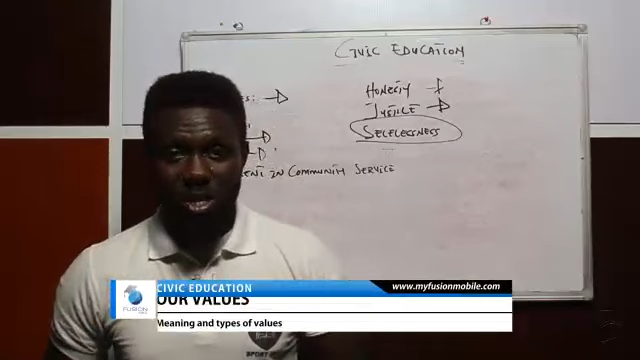 CIVIC EDUCATION
HONESTY
JUSTICE
SELFLESSNESS
IN COMMUNITY SERVICE
CIVIC EDUCATION
www.myfusionmobile.com
OUR VALUES
FUSION
Meaning and types of values
SPORT